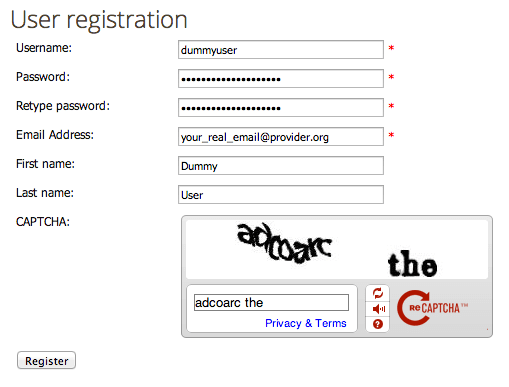 User registration
Username: dummyuser *
Password: •••••••••••••••••••• *
Retype password: •••••••••••••••••••• *
Email Address: your_real_email@provider.org *
First name: Dummy
Last name: User
CAPTCHA:
adcoarc the
adcoarc the
Privacy & Terms
reCAPTCHA™
Register